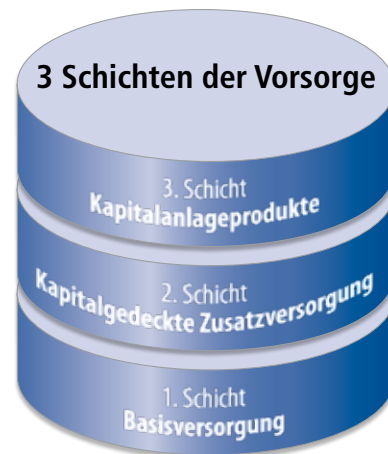 3 Schichten der Vorsorge
3. Schicht
Kapitalanlageprodukte
2. Schicht
Kapitalgedeckte Zusatzversorgung
1. Schicht
Basisversorgung